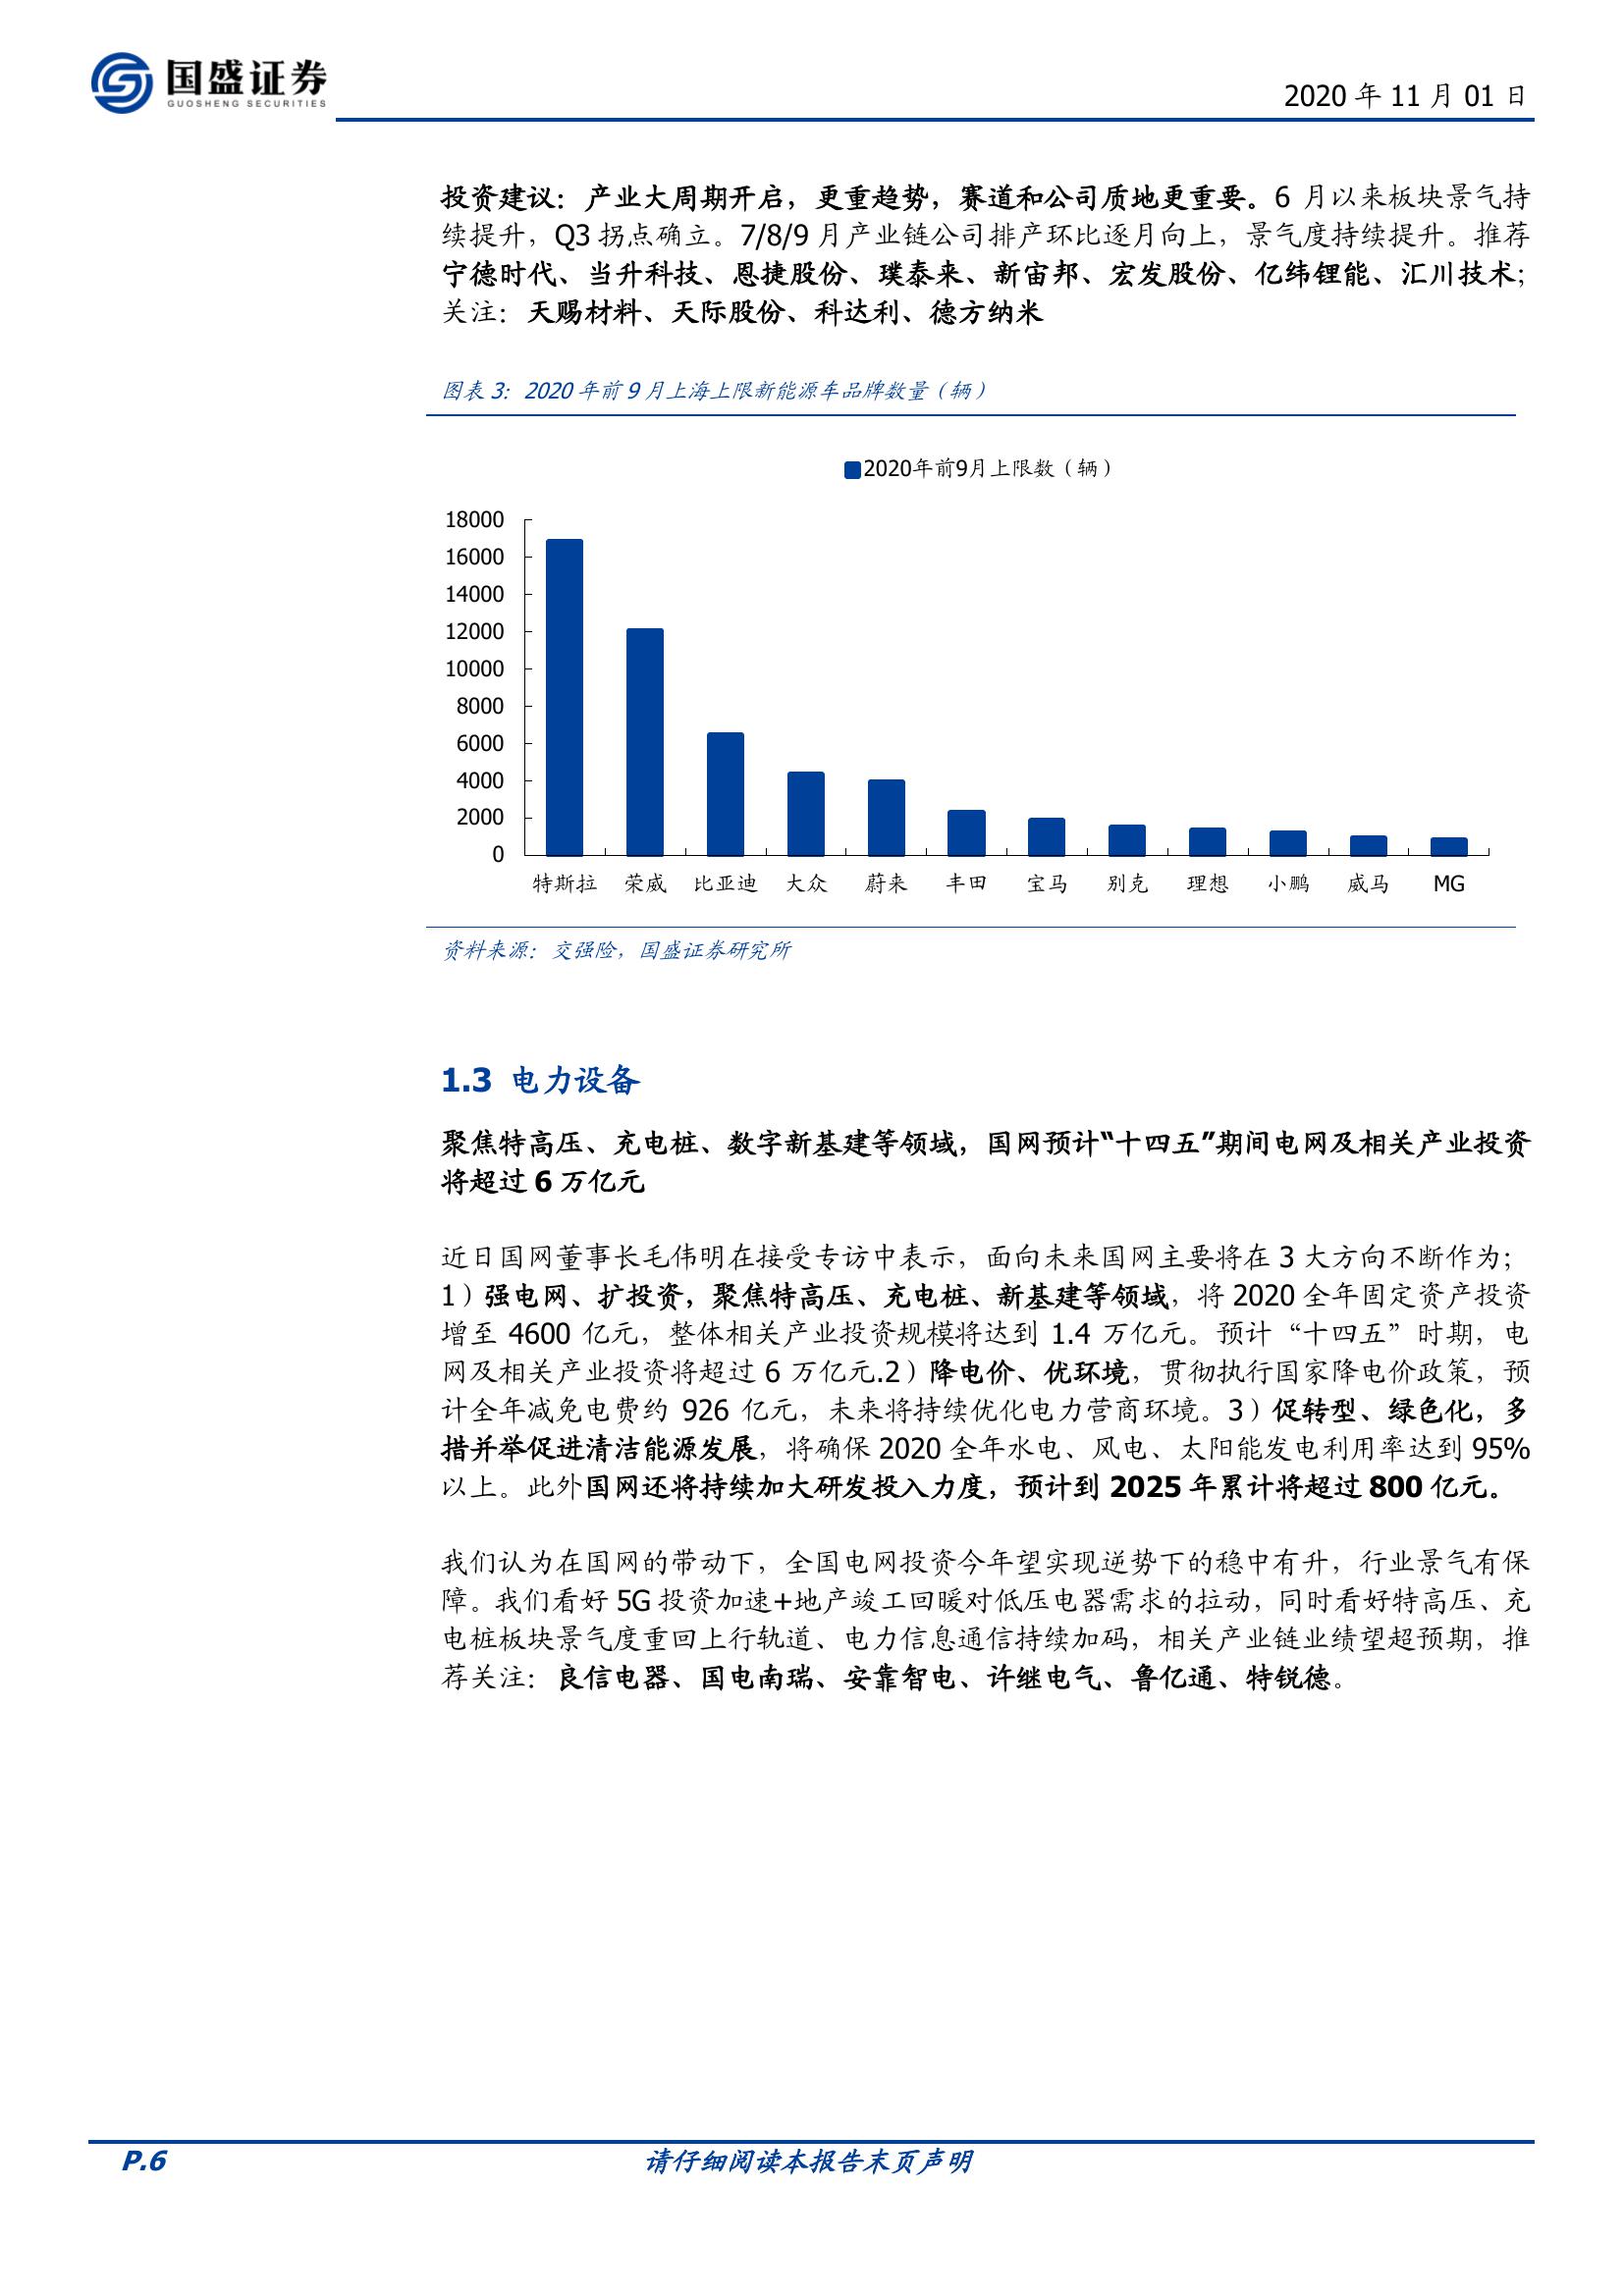 国盛证券
GUOSHENG SECURITIES
2020 年 11 月 01 日
投资建议：产业大周期开启，更重趋势，赛道和公司质地更重要。6 月以来板块景气持
续提升，Q3 拐点确立。7/8/9 月产业链公司排产环比逐月向上，景气度持续提升。推荐
宁德时代、当升科技、恩捷股份、璞泰来、新宙邦、宏发股份、亿纬锂能、汇川技术；
关注：天赐材料、天际股份、科达利、德方纳米
图表 3：2020 年前 9 月上海上限新能源车品牌数量（辆）
2020年前9月上限数（辆）
18000
16000
14000
12000
10000
8000
6000
4000
2000
0
特斯拉 荣威 比亚迪 大众 蔚来 丰田 宝马 别克 理想 小鹏 威马 MG
资料来源：交强险，国盛证券研究所
1.3 电力设备
聚焦特高压、充电桩、数字新基建等领域，国网预计“十四五”期间电网及相关产业投资
将超过 6 万亿元
近日国网董事长毛伟明在接受专访中表示，面向未来国网主要将在 3 大方向不断作为；
1）强电网、扩投资，聚焦特高压、充电桩、新基建等领域，将 2020 全年固定资产投资
增至 4600 亿元，整体相关产业投资规模将达到 1.4 万亿元。预计“十四五”时期，电
网及相关产业投资将超过 6 万亿元.2）降电价、优环境，贯彻执行国家降电价政策，预
计全年减免电费约 926 亿元，未来将持续优化电力营商环境。3）促转型、绿色化，多
措并举促进清洁能源发展，将确保 2020 全年水电、风电、太阳能发电利用率达到 95%
以上。此外国网还将持续加大研发投入力度，预计到 2025 年累计将超过 800 亿元。
我们认为在国网的带动下，全国电网投资今年望实现逆势下的稳中有升，行业景气有保
障。我们看好 5G 投资加速+地产竣工回暖对低压电器需求的拉动，同时看好特高压、充
电桩板块景气度重回上行轨道、电力信息通信持续加码，相关产业链业绩望超预期，推
荐关注：良信电器、国电南瑞、安靠智电、许继电气、鲁亿通、特锐德。
P.6
请仔细阅读本报告末页声明